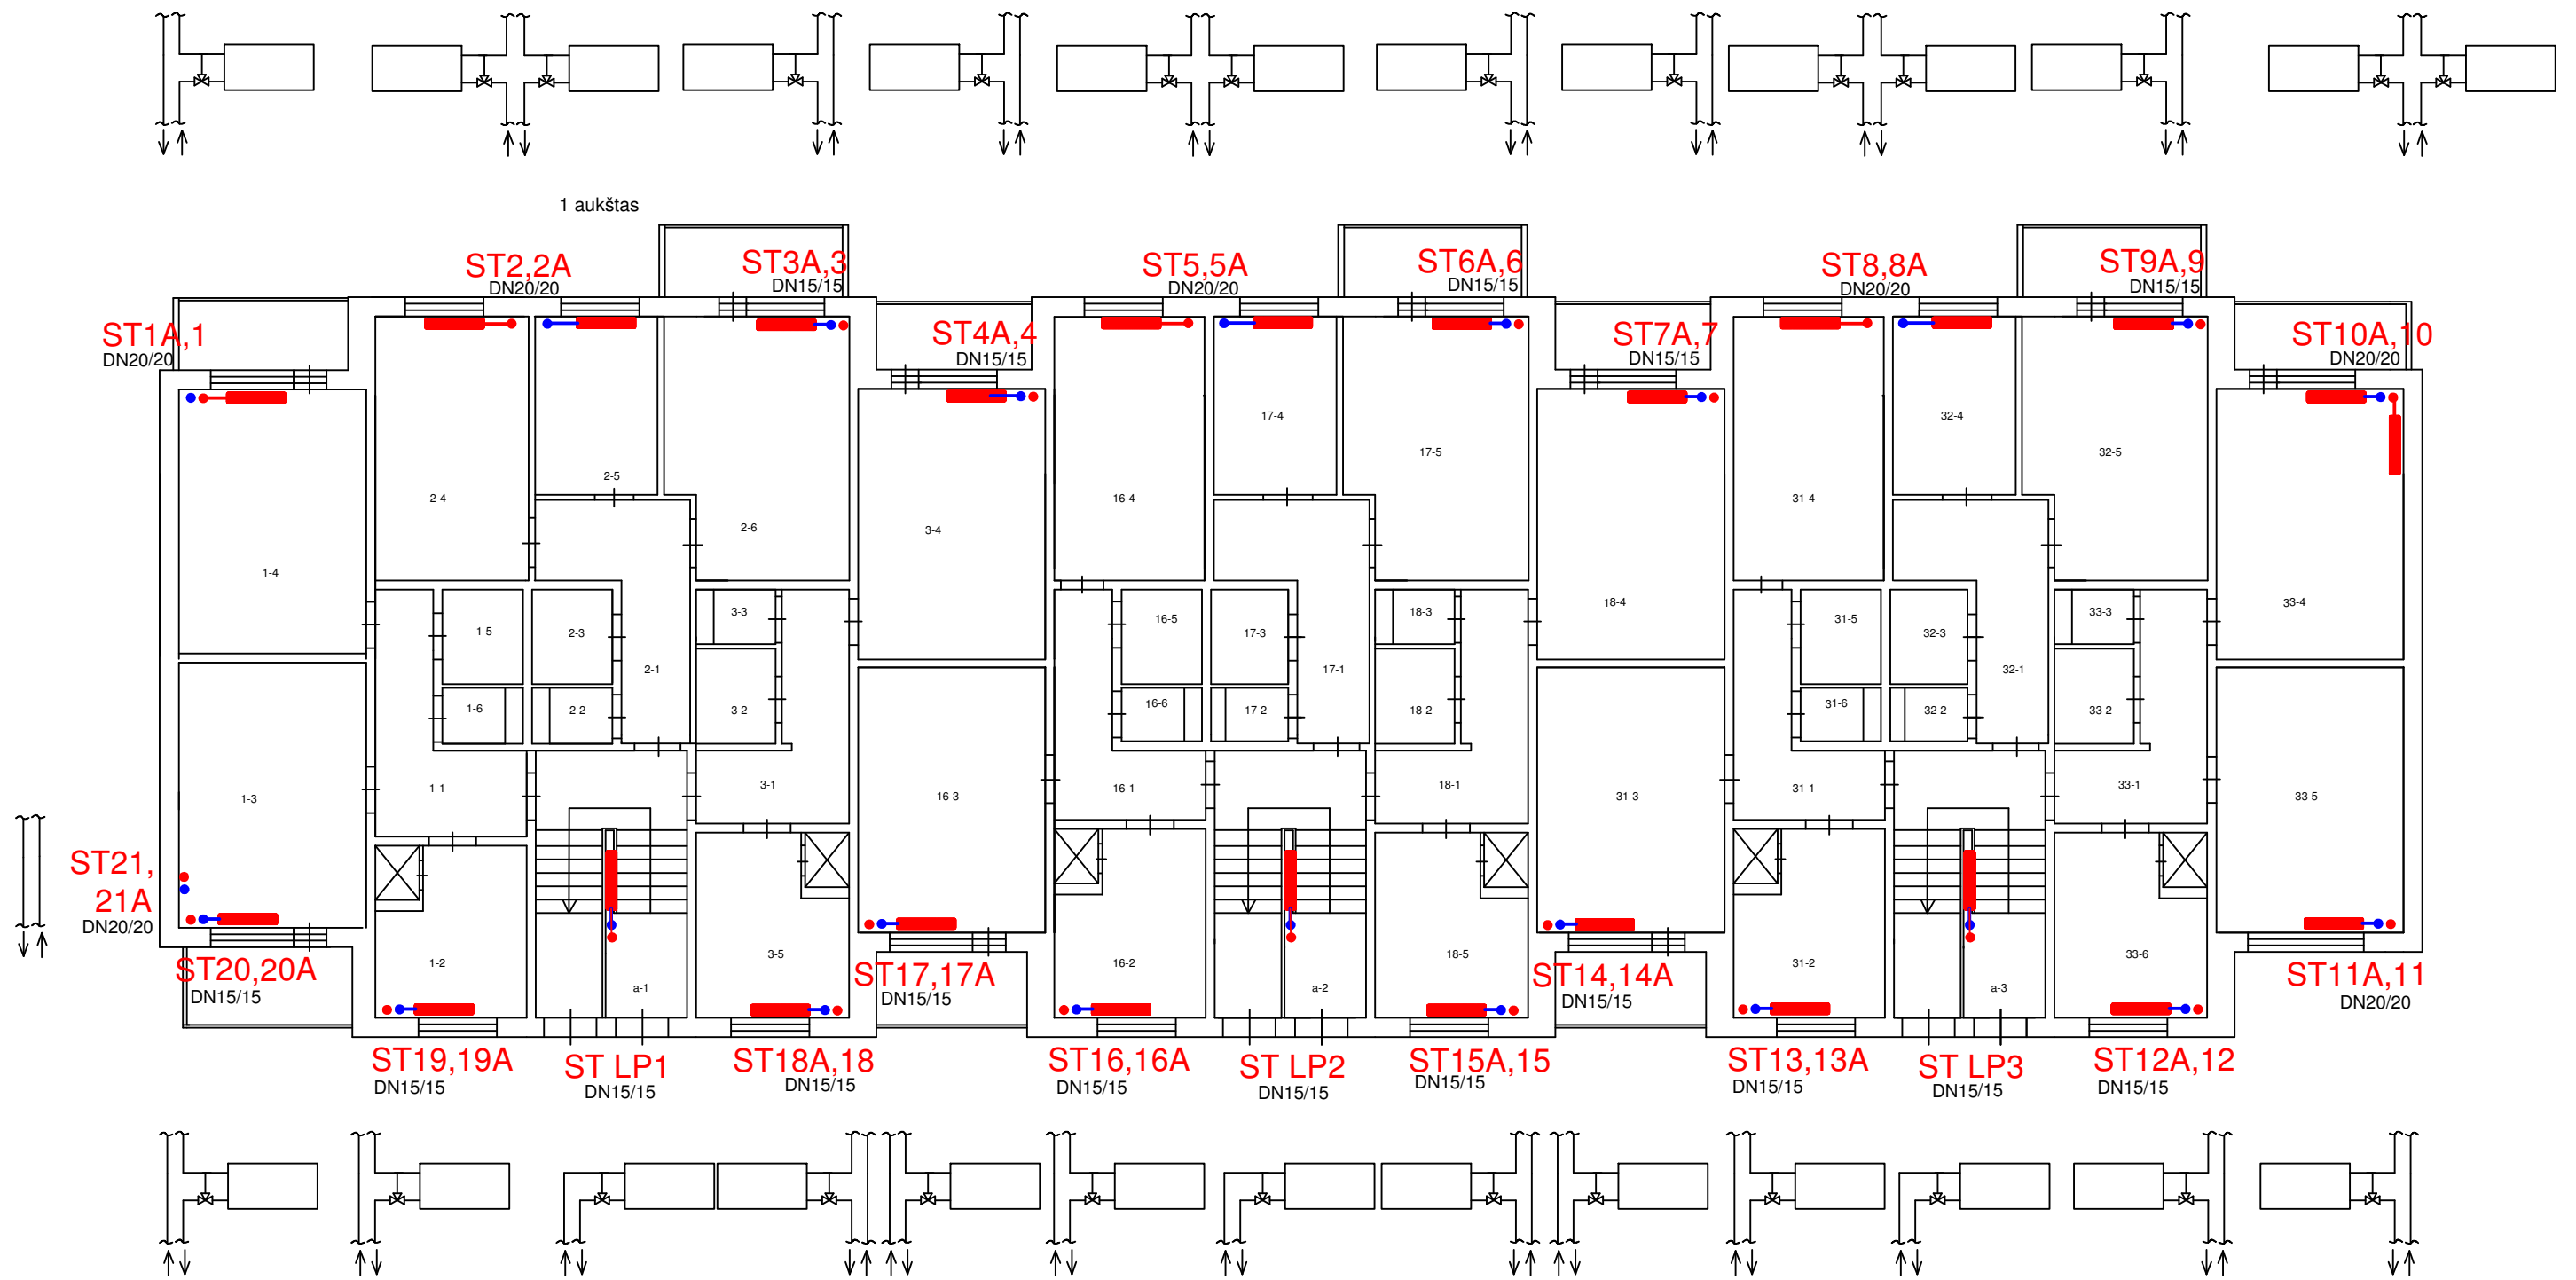 1 aukštas
ST2,2A
DN20/20
ST3A,3
DN15/15
ST5,5A
DN20/20
ST6A,6
DN15/15
ST8,8A
DN20/20
ST9A,9
DN15/15
ST1A,1
DN20/20
ST4A,4
DN15/15
ST7A,7
DN15/15
ST10A,10
DN20/20
2-4
2-5
2-6
1-4
3-4
16-4
17-4
17-5
18-4
31-4
32-4
32-5
33-4
1-5
2-3
3-3
2-1
1-6
2-2
3-2
16-5
17-3
18-3
17-1
16-6
17-2
18-2
31-5
32-3
33-3
32-1
31-6
32-2
33-2
1-3
1-1
3-1
16-3
16-1
18-1
31-3
31-1
33-1
33-5
ST21,
21A
DN20/20
1-2
a-1
3-5
16-2
a-2
18-5
31-2
a-3
33-6
ST20,20A
DN15/15
ST17,17A
DN15/15
ST14,14A
DN15/15
ST11A,11
DN20/20
ST19,19A
DN15/15
ST LP1
DN15/15
ST18A,18
DN15/15
ST16,16A
DN15/15
ST LP2
DN15/15
ST15A,15
DN15/15
ST13,13A
DN15/15
ST LP3
DN15/15
ST12A,12
DN15/15